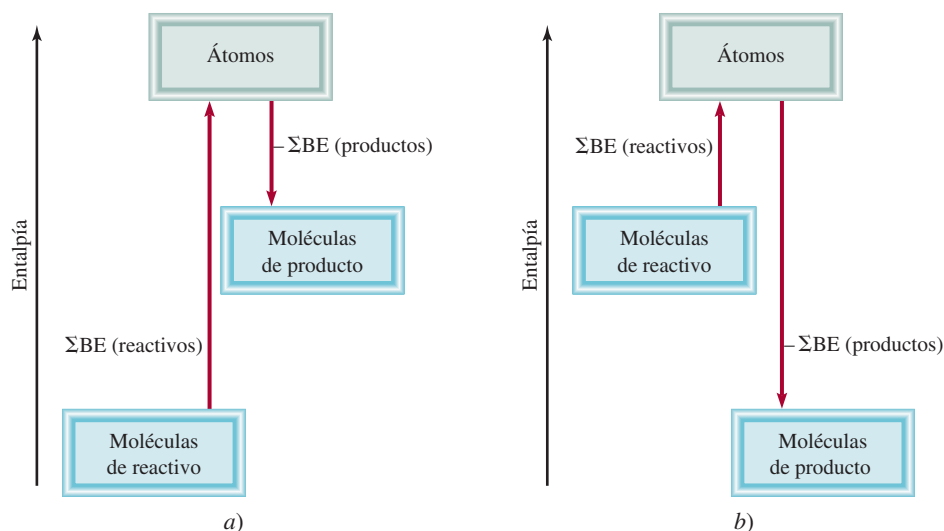 Átomos
– ΣBE (productos)
Moléculas
de producto
Entalpía
ΣBE (reactivos)
Moléculas
de reactivo
a)
Átomos
ΣBE (reactivos)
Moléculas
de reactivo
Entalpía
– ΣBE (productos)
Moléculas
de producto
b)